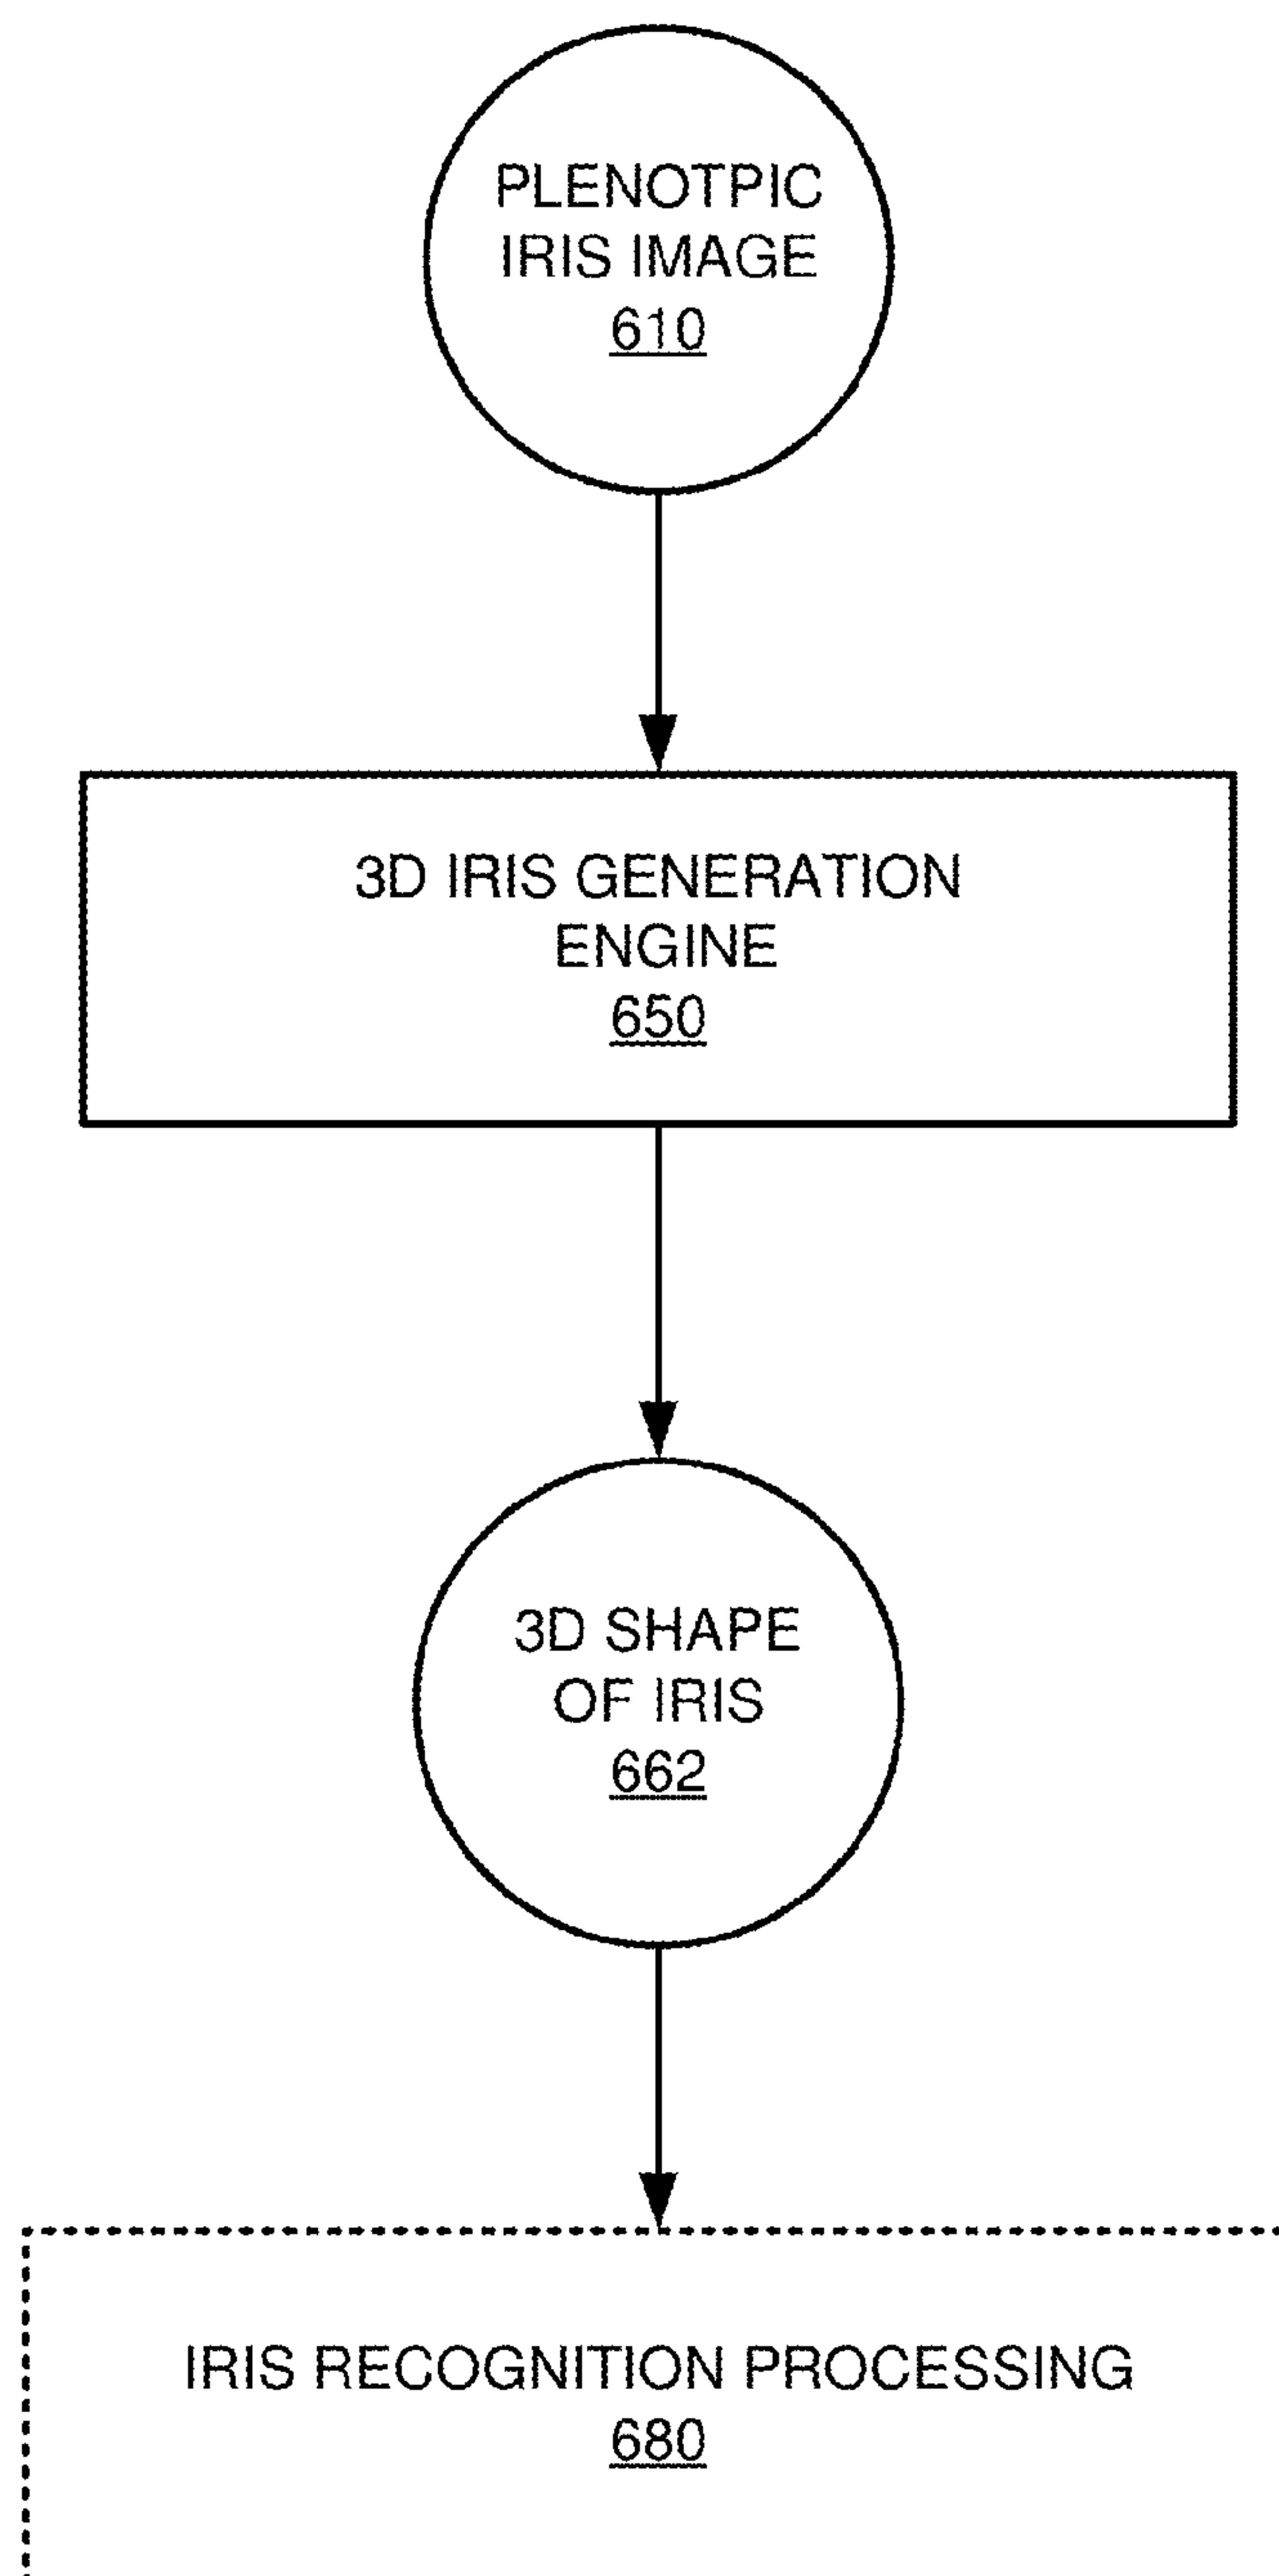 PLENOTPIC
IRIS IMAGE
610
3D IRIS GENERATION
ENGINE
650
3D SHAPE
OF IRIS
662
IRIS RECOGNITION PROCESSING
680